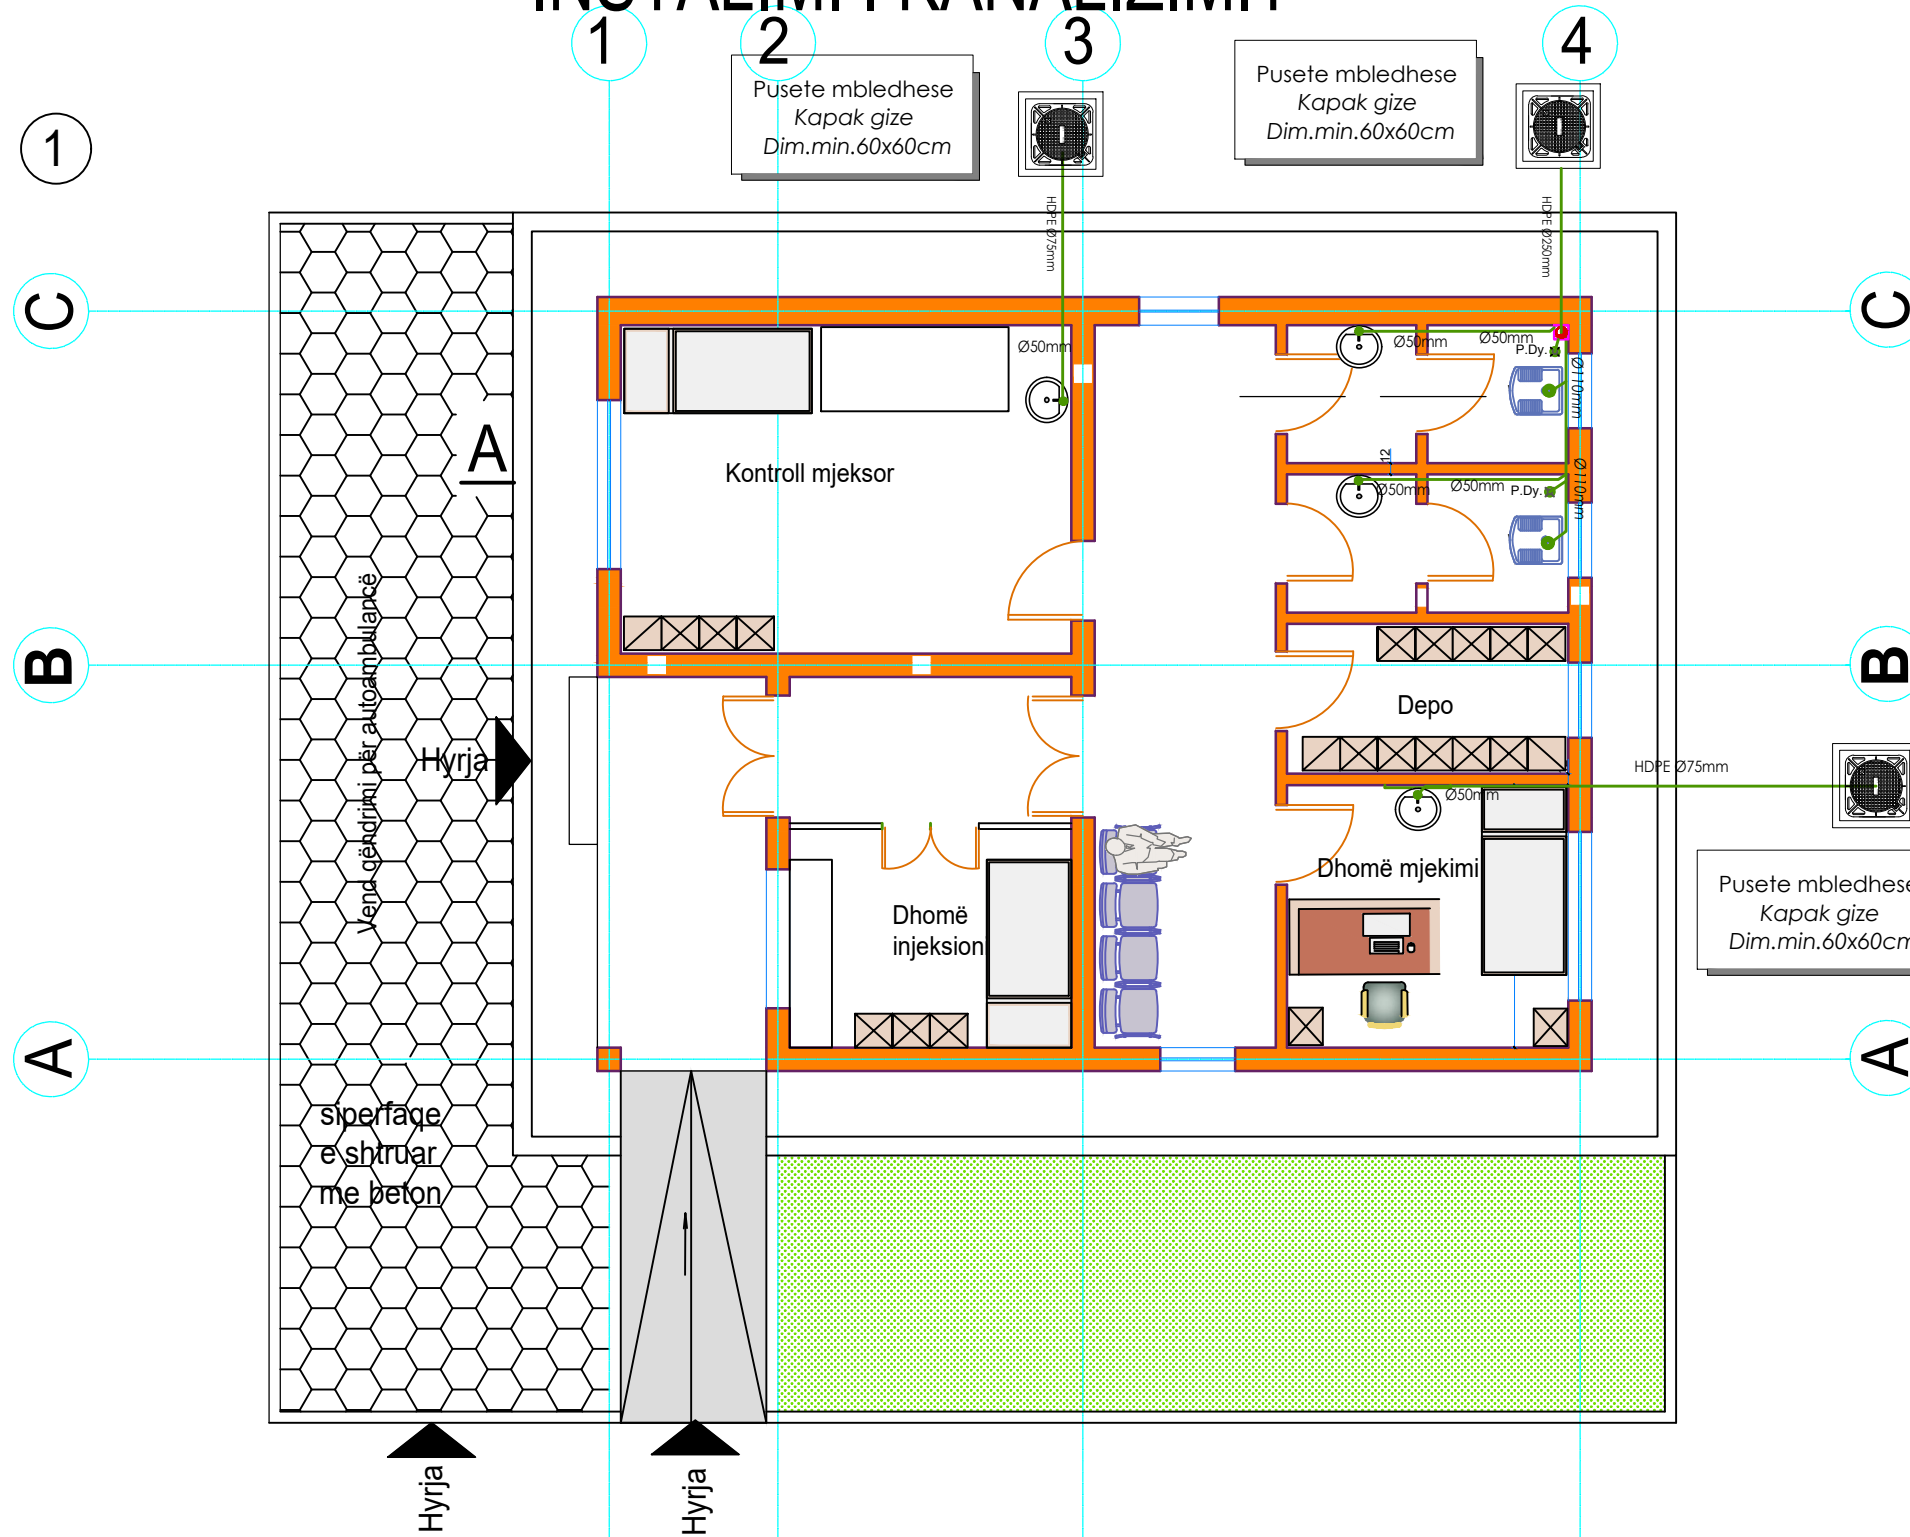 INSTALIMI I KANALIZIMIT
1
2
3
4
Pusete mbledhese
Kapak gize
Dim.min.60x60cm
Pusete mbledhese
Kapak gize
Dim.min.60x60cm
1
HDPE Ø75mm
HDPE Ø250mm
C
C
Ø50mm
Ø50mm
Ø50mm
P.Dy.
Ø110mm
A
Kontroll mjeksor
12
Ø50mm
Ø50mm
P.Dy.
Ø110mm
B
B
Depo
Hyrja
Vend qëndrimi për autoambulancë
HDPE Ø75mm
Ø50mm
Dhomë mjekimi
Pusete mbledhese
Kapak gize
Dim.min.60x60cm
Dhomë
injeksioni
A
A
siperfaqe
e shtruar
me beton
Hyrja
Hyrja